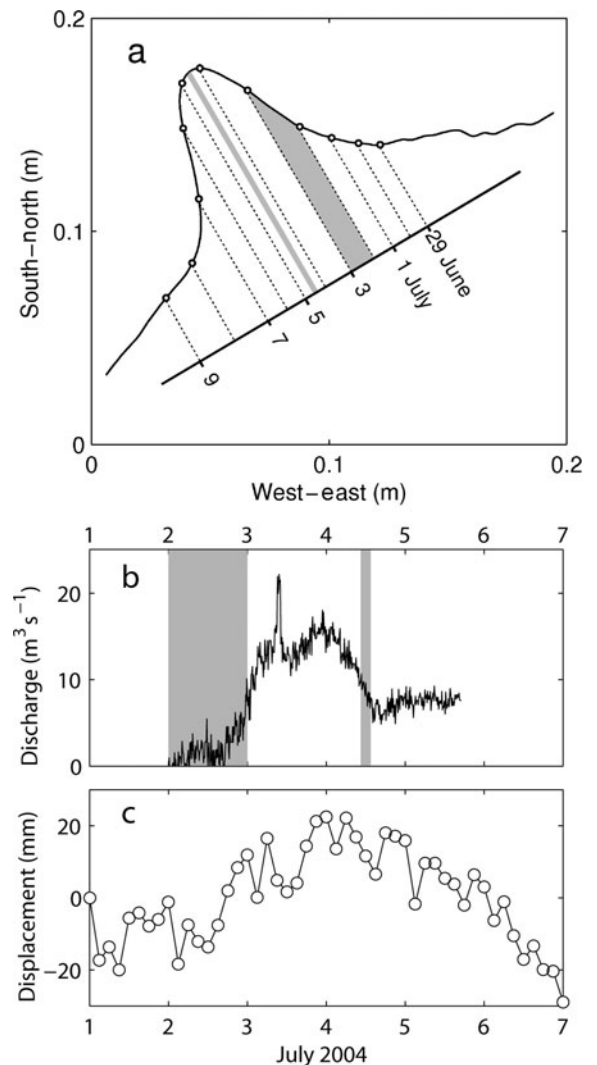 a
0.2
0.1
0
South–north (m)
29 June
1 July
3
5
7
9
0
0.1
0.2
West–east (m)
1 2 3 4 5 6 7
b
20
10
0
Discharge (m³ s⁻¹)
c
20
0
−20
Displacement (mm)
1 2 3 4 5 6 7
July 2004